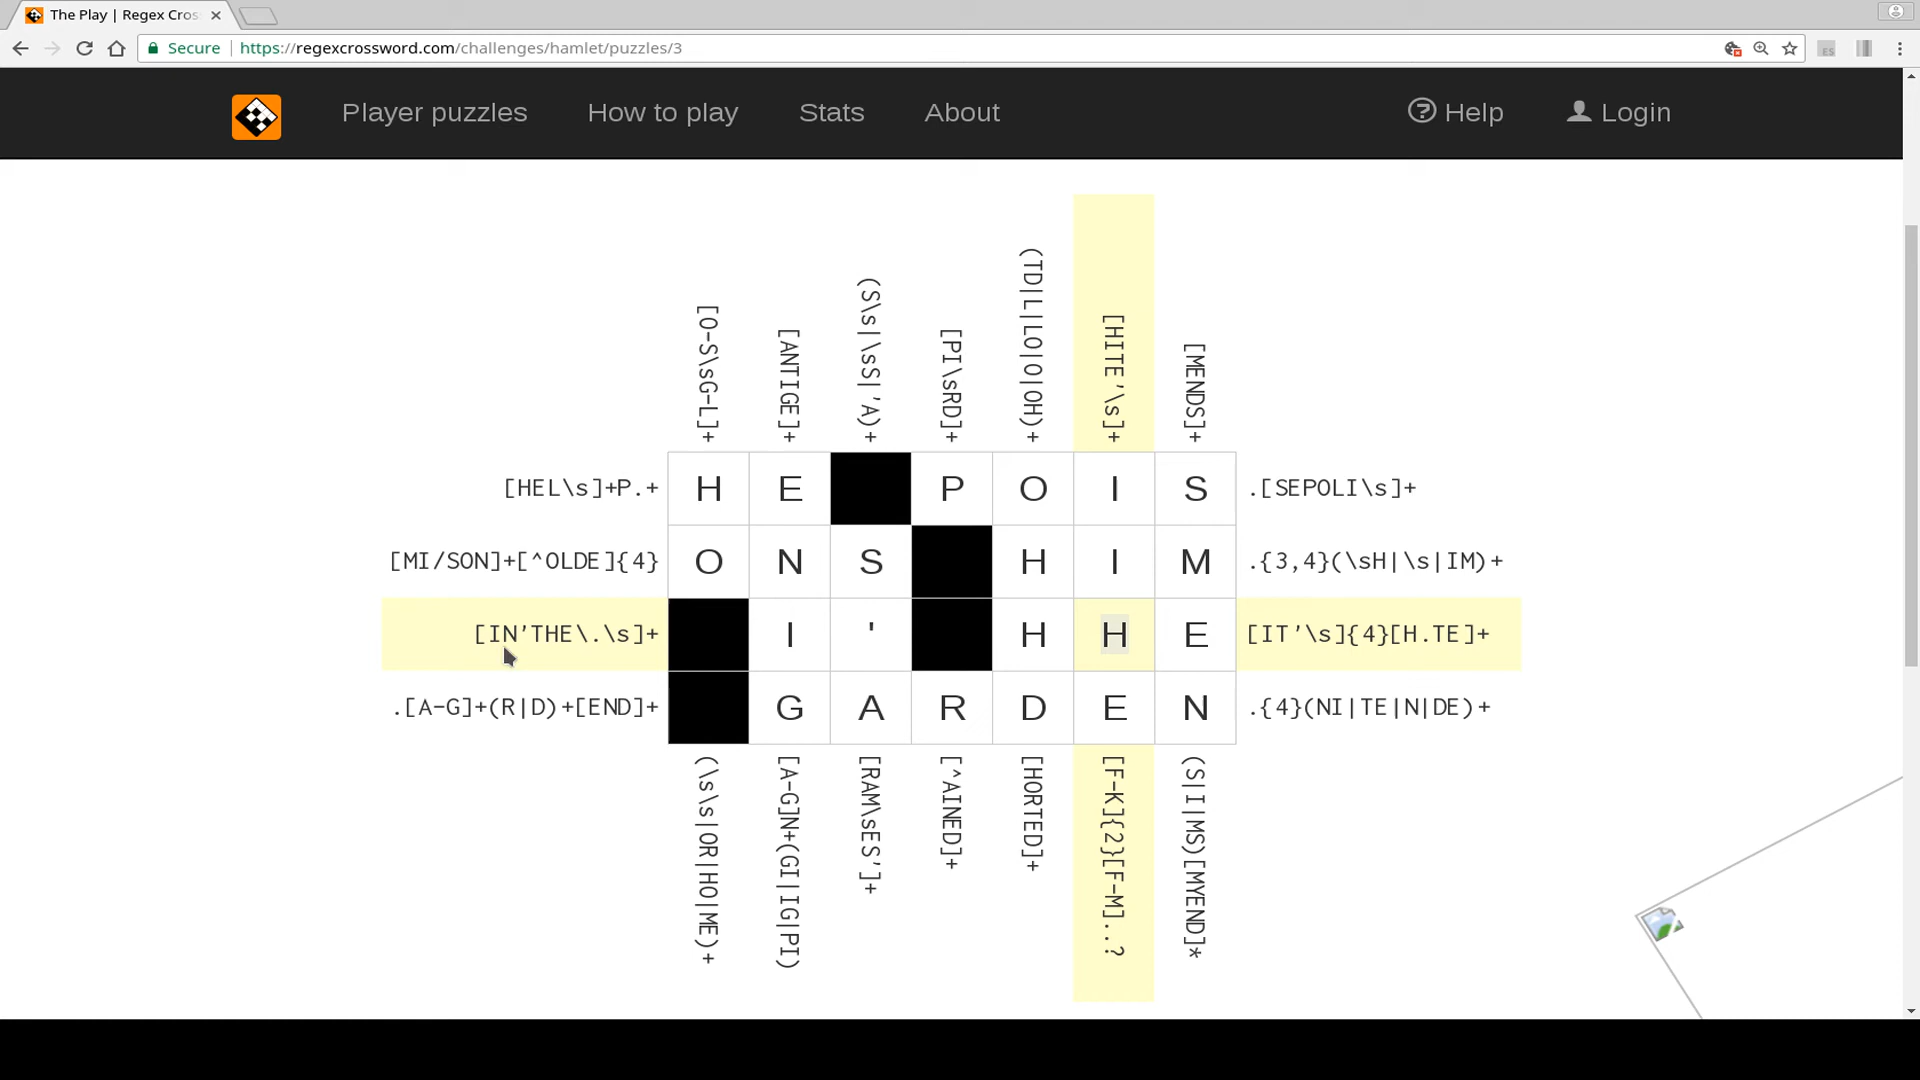 The Play | Regex Cros
Secure
https://regexcrossword.com/challenges/hamlet/puzzles/3
ES
Player puzzles How to play Stats About Help Login
[O-S\sG-L]+
[ANTIGE]+
(S\s|\sS|'A)+
[PI\sRD]+
(TD|L|LO|O|OH)+
[HITE'\s]+
[MENDS]+
[HEL\s]+P.+ H E P O I S .[SEPOLI\s]+
[MI/SON]+[^OLDE]{4} O N S H I M .{3,4}(\sH|\s|IM)+
[IN'THE\.\s]+ I ' H H E [IT'\s]{4}[H.TE]+
.[A-G]+(R|D)+[END]+ G A R D E N .{4}(NI|TE|N|DE)+
(\s\s|OR|HO|ME)+
[A-G]N+(GI|IG|PI)
[RAM\sES']+
[^AINED]+
[HORTED]+
[F-K]{2}[F-M]..?
(S|I|MS)[MYEND]*